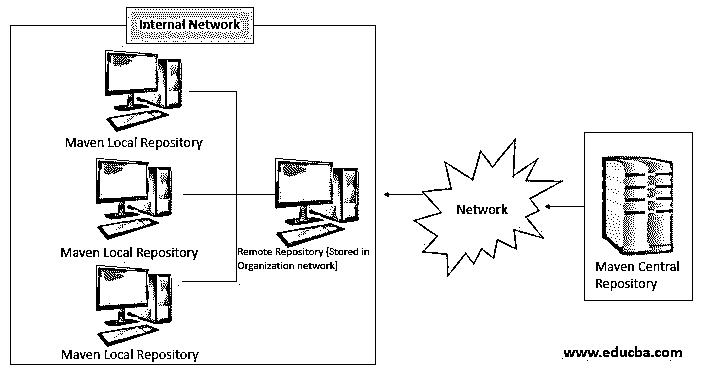 Internal Network
Maven Local Repository
Maven Local Repository
Remote Repository [Stored in
Organization network]
Maven Local Repository
Network
Maven Central
Repository
www.educba.com